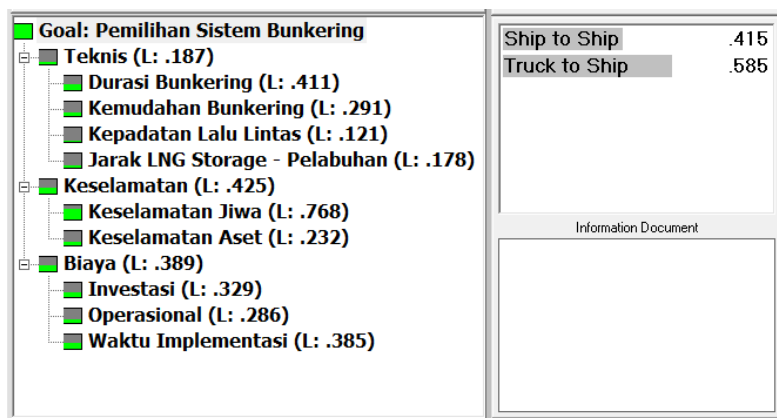 Goal: Pemilihan Sistem Bunkering
Teknis (L: .187)
Durasi Bunkering (L: .411)
Kemudahan Bunkering (L: .291)
Kepadatan Lalu Lintas (L: .121)
Jarak LNG Storage - Pelabuhan (L: .178)
Keselamatan (L: .425)
Keselamatan Jiwa (L: .768)
Keselamatan Aset (L: .232)
Biaya (L: .389)
Investasi (L: .329)
Operasional (L: .286)
Waktu Implementasi (L: .385)
Ship to Ship .415
Truck to Ship .585
Information Document